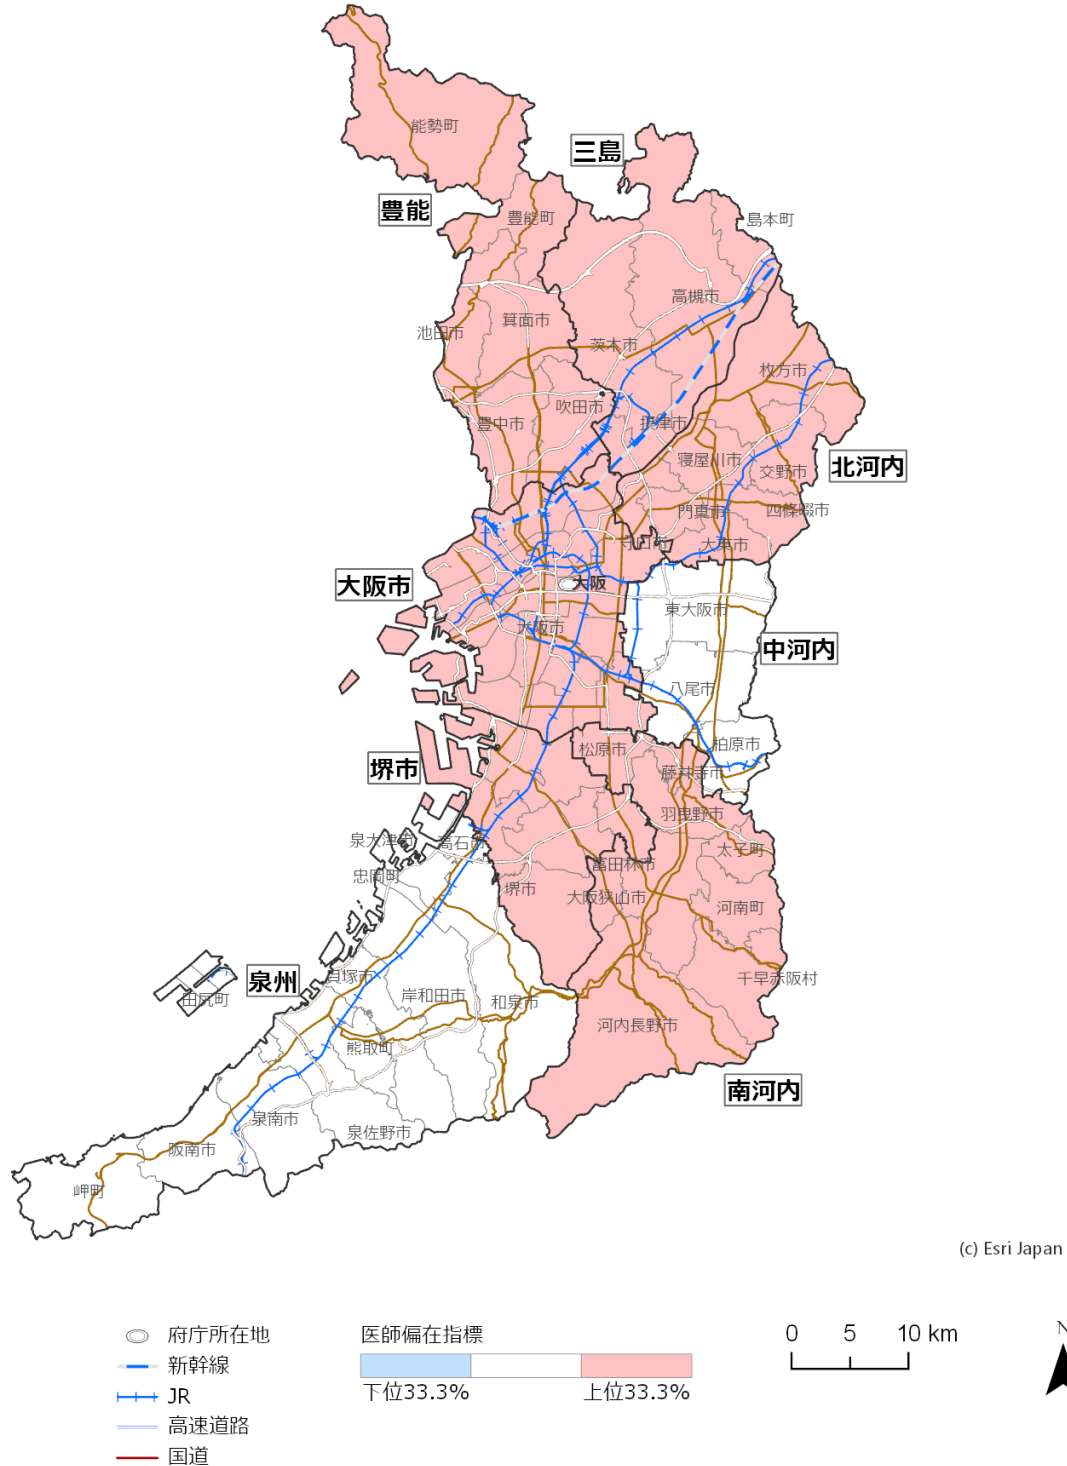 能勢町
三島
豊能
豊能町
島本町
高槻市
箕面市
池田市
茨木市
枚方市
吹田市
豊中市
摂津市
寝屋川市
北河内
交野市
門真市
四條畷市
守口市
大東市
大阪市
大阪
東大阪市
大阪市
中河内
八尾市
柏原市
松原市
堺市
藤井寺市
羽曳野市
泉大津市
高石市
太子町
富田林市
忠岡町
堺市
大阪狭山市
河南町
泉州
貝塚市
千早赤阪村
田尻町
岸和田市
和泉市
河内長野市
熊取町
南河内
泉南市
泉佐野市
阪南市
岬町
(c) Esri Japan
府庁所在地
新幹線
JR
高速道路
国道
医師偏在指標
下位33.3%
上位33.3%
0 5 10 km
N